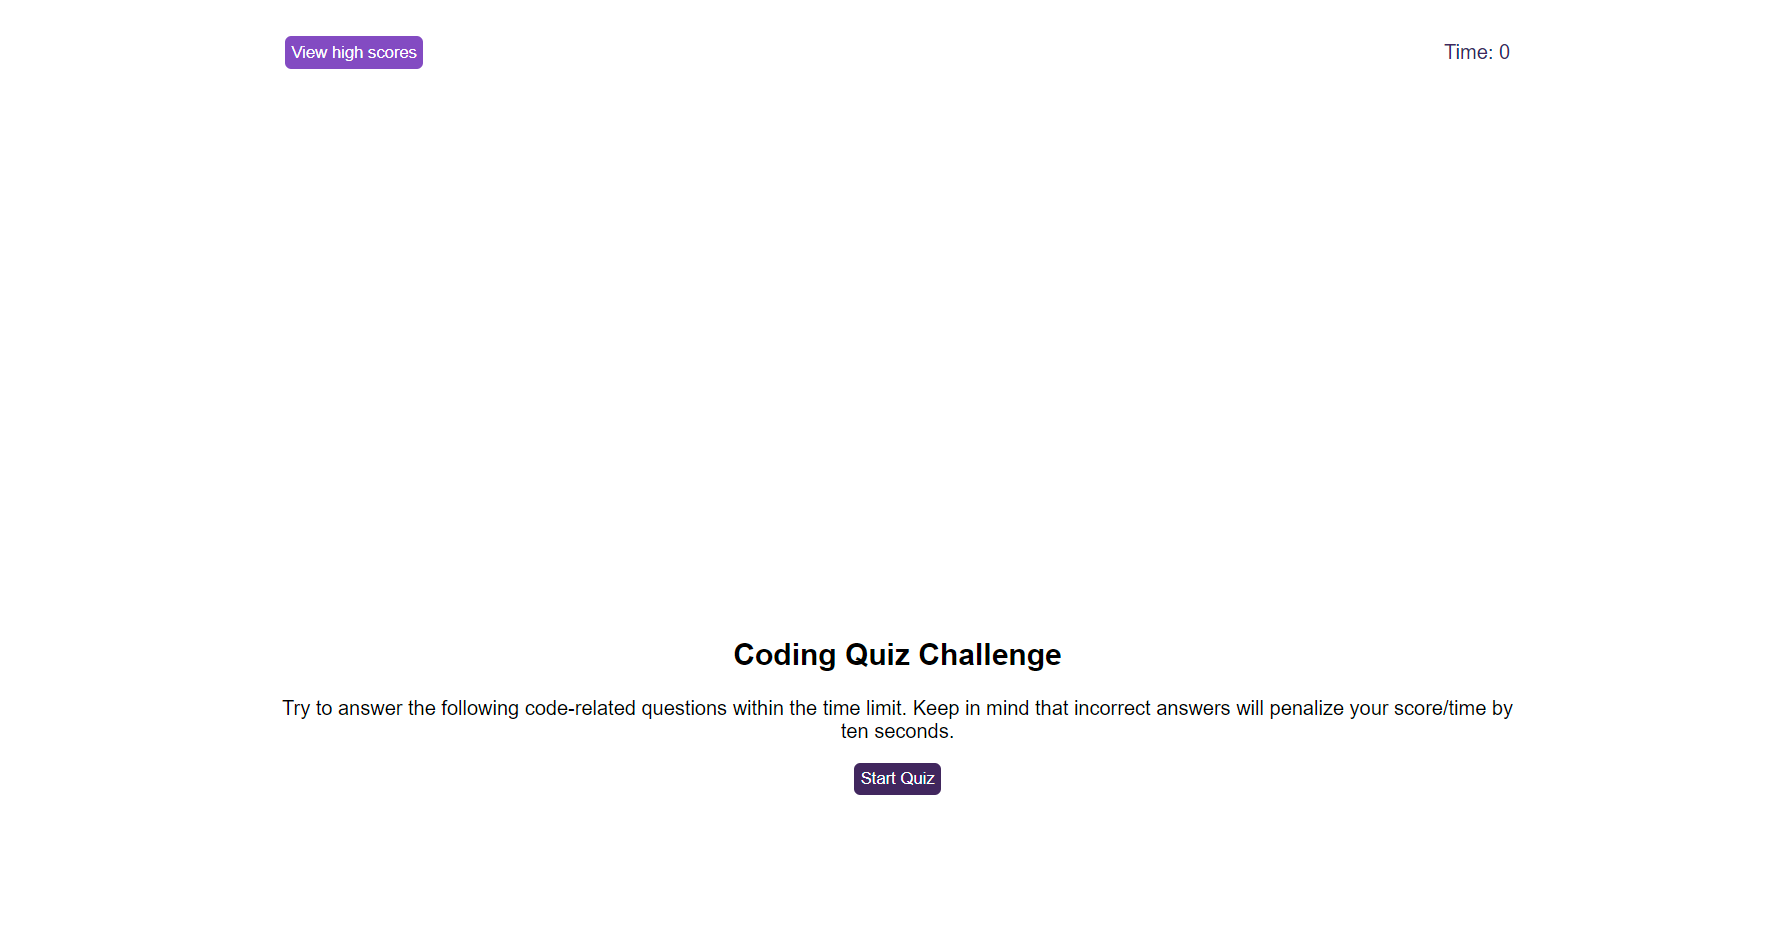 View high scores
Time: 0
Coding Quiz Challenge
Try to answer the following code-related questions within the time limit. Keep in mind that incorrect answers will penalize your score/time by
ten seconds.
Start Quiz